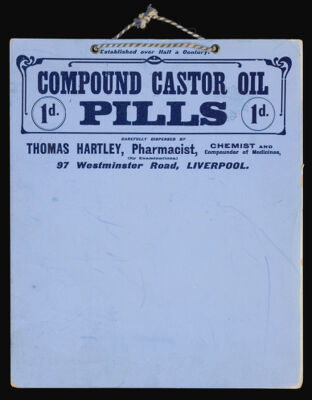 Established over Half a Century.
COMPOUND CASTOR OIL
1d. PILLS 1d.
CAREFULLY DISPENSED BY
THOMAS HARTLEY, Pharmacist, CHEMIST AND
(by Examinations) Compounder of Medicines,
97 Westminster Road, LIVERPOOL.